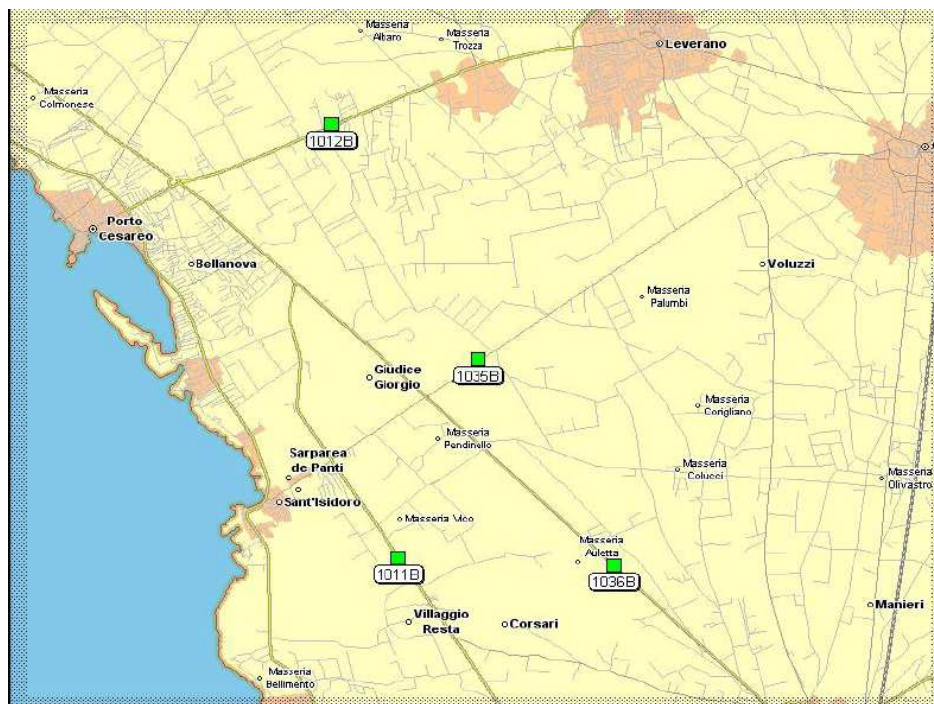 Masseria
Albaro
Masseria
Trozza
Leverano
Masseria
Colmonese
1012B
Porto
Cesareo
Bellanova
Voluzzi
Masseria
Palumbi
1035B
Giudice
Giorgio
Masseria
Corigliano
Masseria
Pendinello
Sarparea
de Panti
Masseria
Colucci
Masseria
Olivastro
Sant'Isidoro
Masseria Vico
Masseria
Auletta
1011B
1036B
Manieri
Villaggio
Resta
Corsari
Masseria
Bellimento